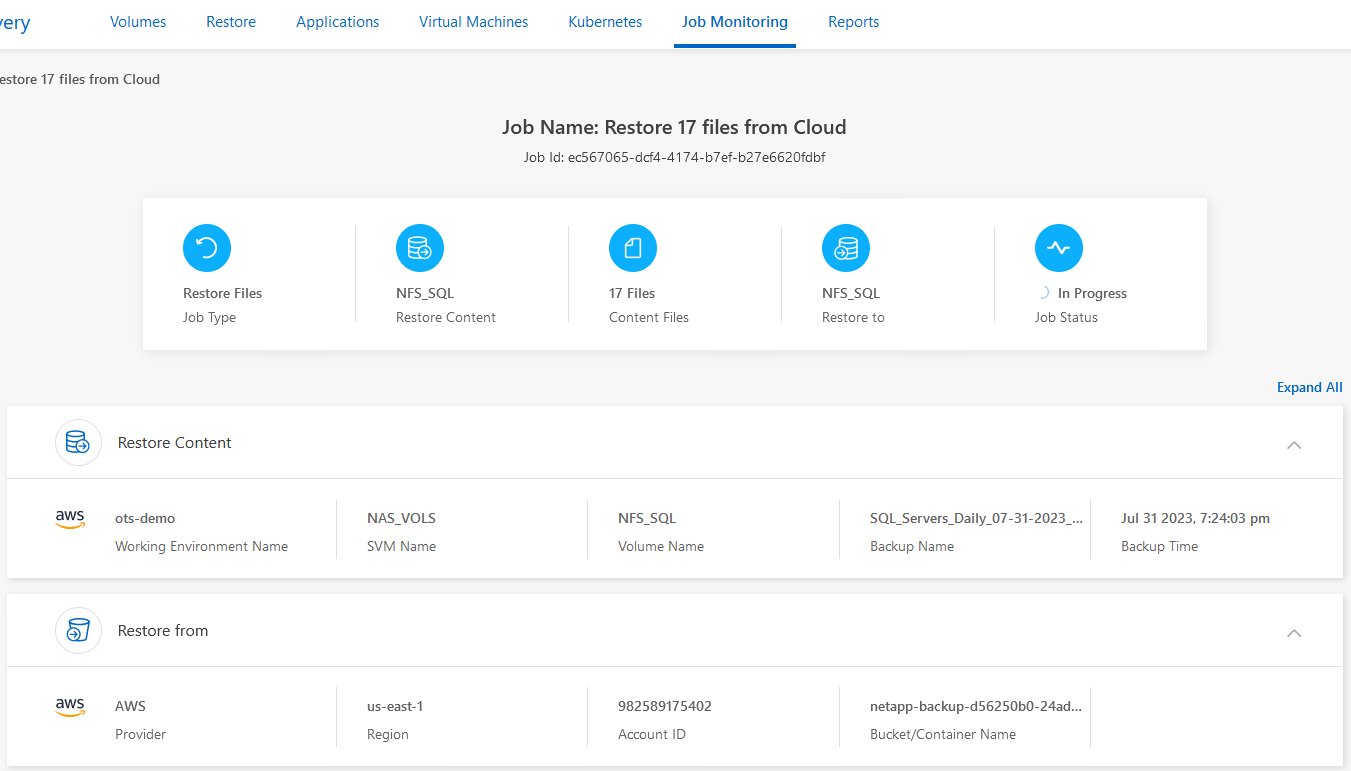 very
Volumes
Restore
Applications
Virtual Machines
Kubernetes
Job Monitoring
Reports
estore 17 files from Cloud
Job Name: Restore 17 files from Cloud
Job Id: ec567065-dcf4-4174-b7ef-b27e6620fdbf
Restore Files
Job Type
NFS_SQL
Restore Content
17 Files
Content Files
NFS_SQL
Restore to
In Progress
Job Status
Expand All
Restore Content
aws
ots-demo
Working Environment Name
NAS_VOLS
SVM Name
NFS_SQL
Volume Name
SQL_Servers_Daily_07-31-2023_...
Backup Name
Jul 31 2023, 7:24:03 pm
Backup Time
Restore from
aws
AWS
Provider
us-east-1
Region
982589175402
Account ID
netapp-backup-d56250b0-24ad...
Bucket/Container Name